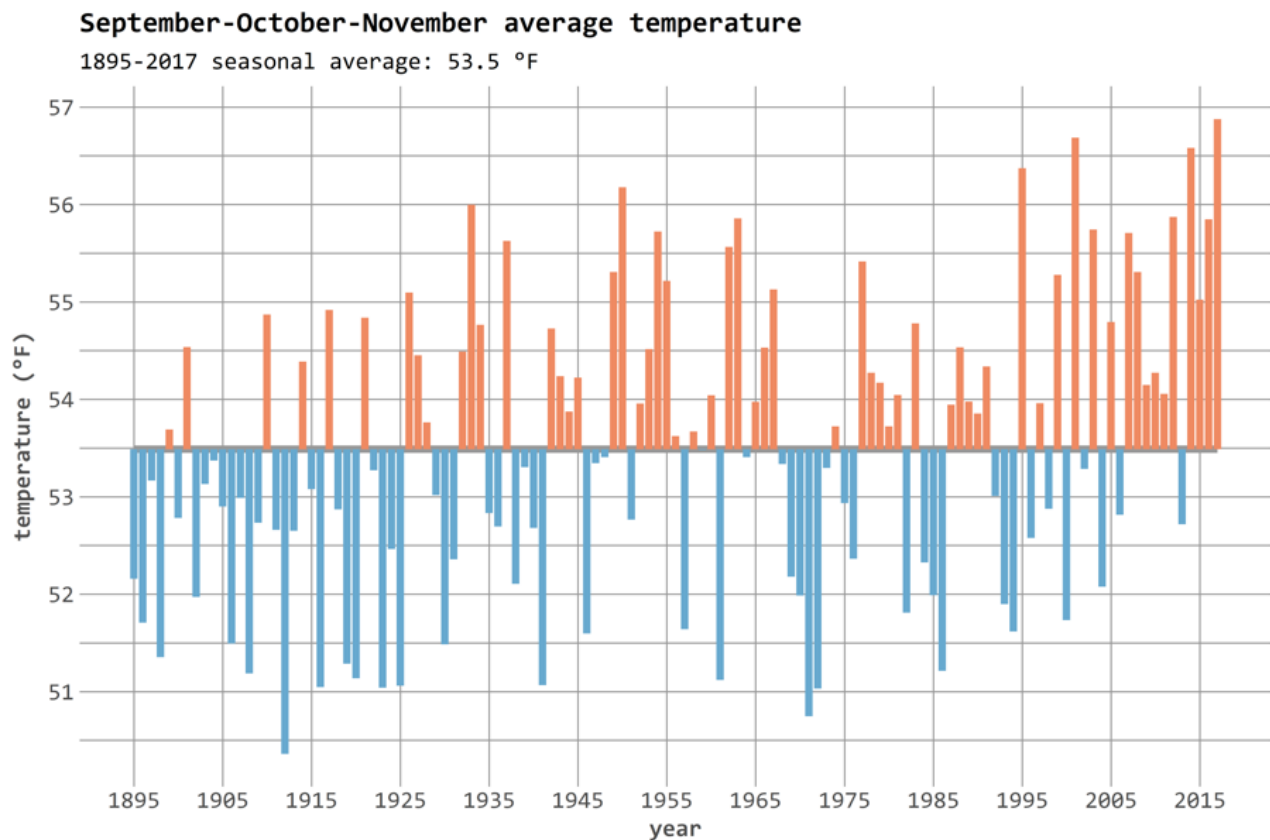 September-October-November average temperature
1895-2017 seasonal average: 53.5 °F
57
56
55
54
53
52
51
temperature (°F)
1895 1905 1915 1925 1935 1945 1955 1965 1975 1985 1995 2005 2015
year